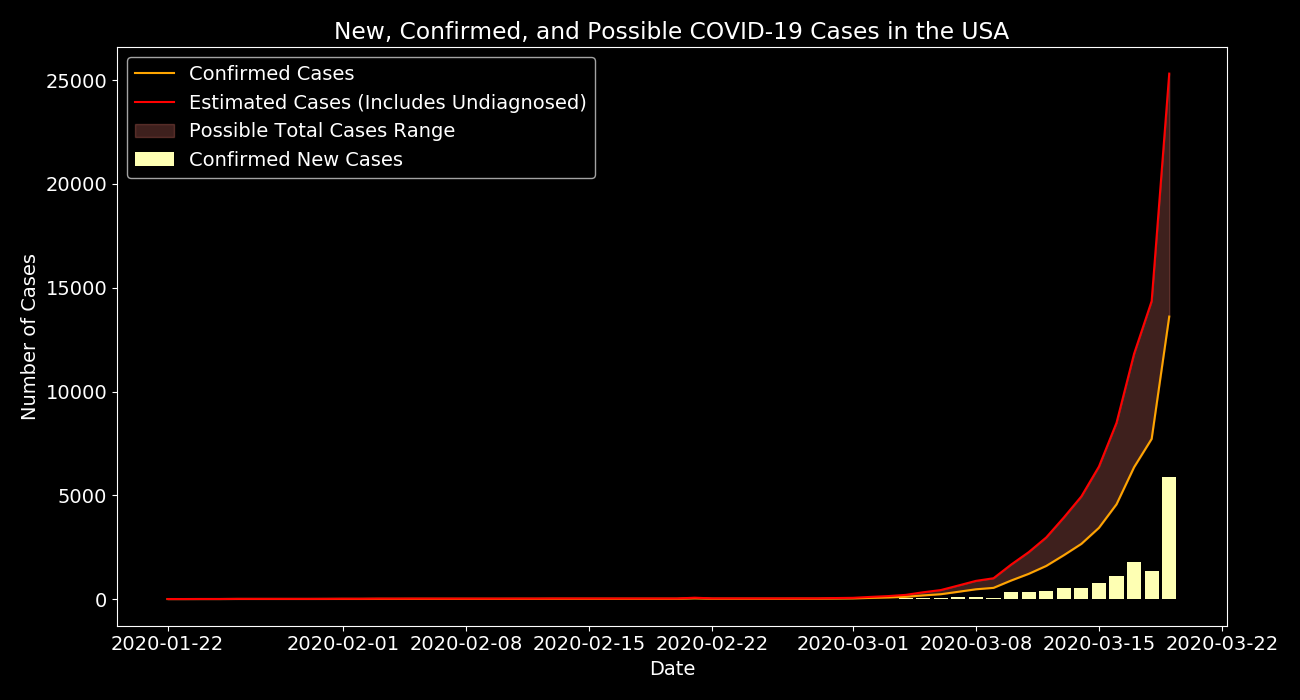 New, Confirmed, and Possible COVID-19 Cases in the USA
Confirmed Cases
Estimated Cases (Includes Undiagnosed)
Possible Total Cases Range
Confirmed New Cases
25000
20000
15000
10000
5000
0
Number of Cases
2020-01-22 2020-02-01 2020-02-08 2020-02-15 2020-02-22 2020-03-01 2020-03-08 2020-03-15 2020-03-22
Date